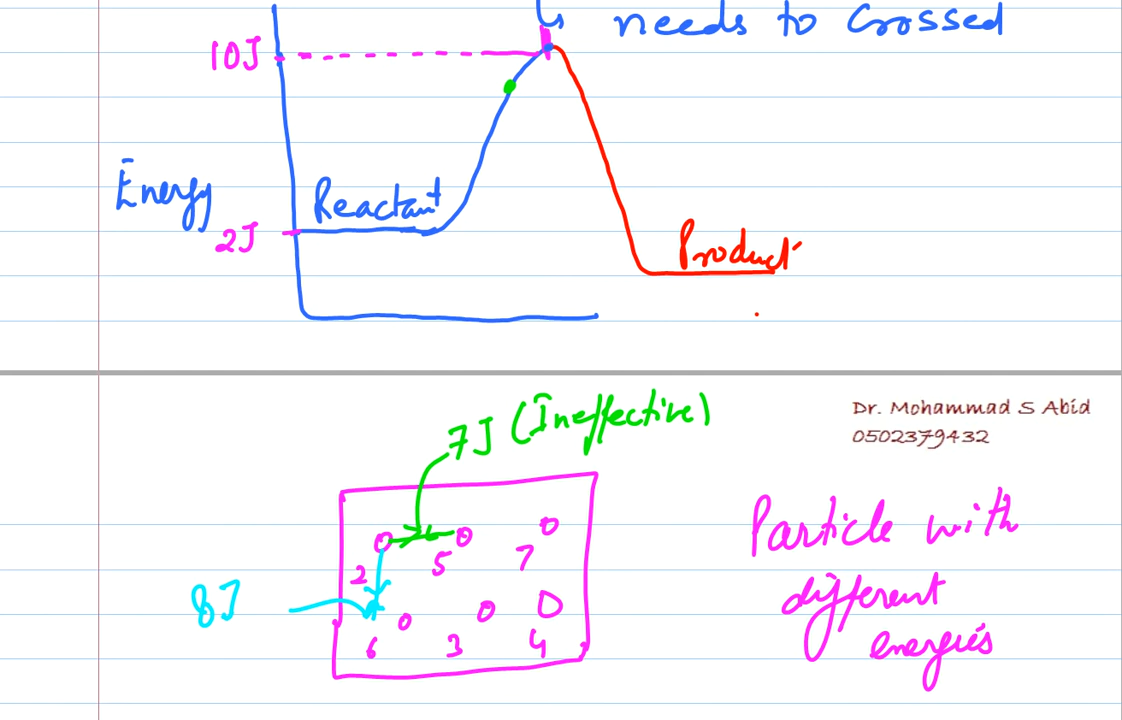 needs to crossed
10J
Energy
Reactant
2J
Product
7J (Ineffective)
Dr. Mohammad S Abid
0502379432
Particle with
different
energies
2
5
7
8J
6
3
4